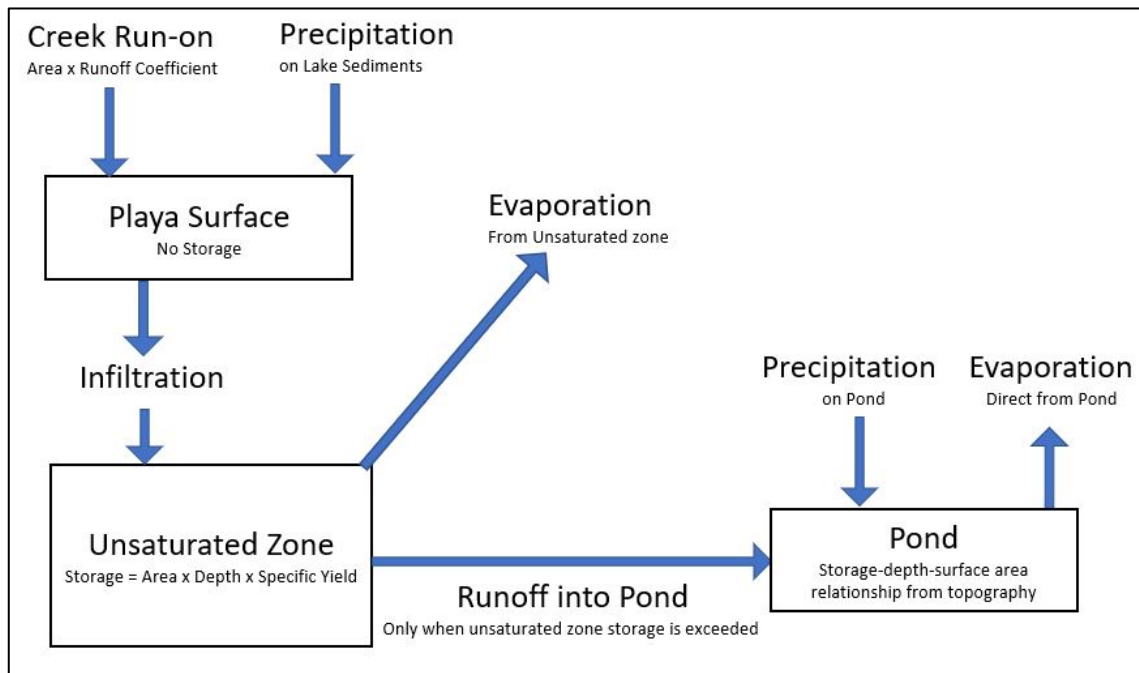 Creek Run-on
Area x Runoff Coefficient
Precipitation
on Lake Sediments
Playa Surface
No Storage
Evaporation
From Unsaturated zone
Infiltration
Precipitation
on Pond
Evaporation
Direct from Pond
Unsaturated Zone
Storage = Area x Depth x Specific Yield
Runoff into Pond
Only when unsaturated zone storage is exceeded
Pond
Storage-depth-surface area
relationship from topography